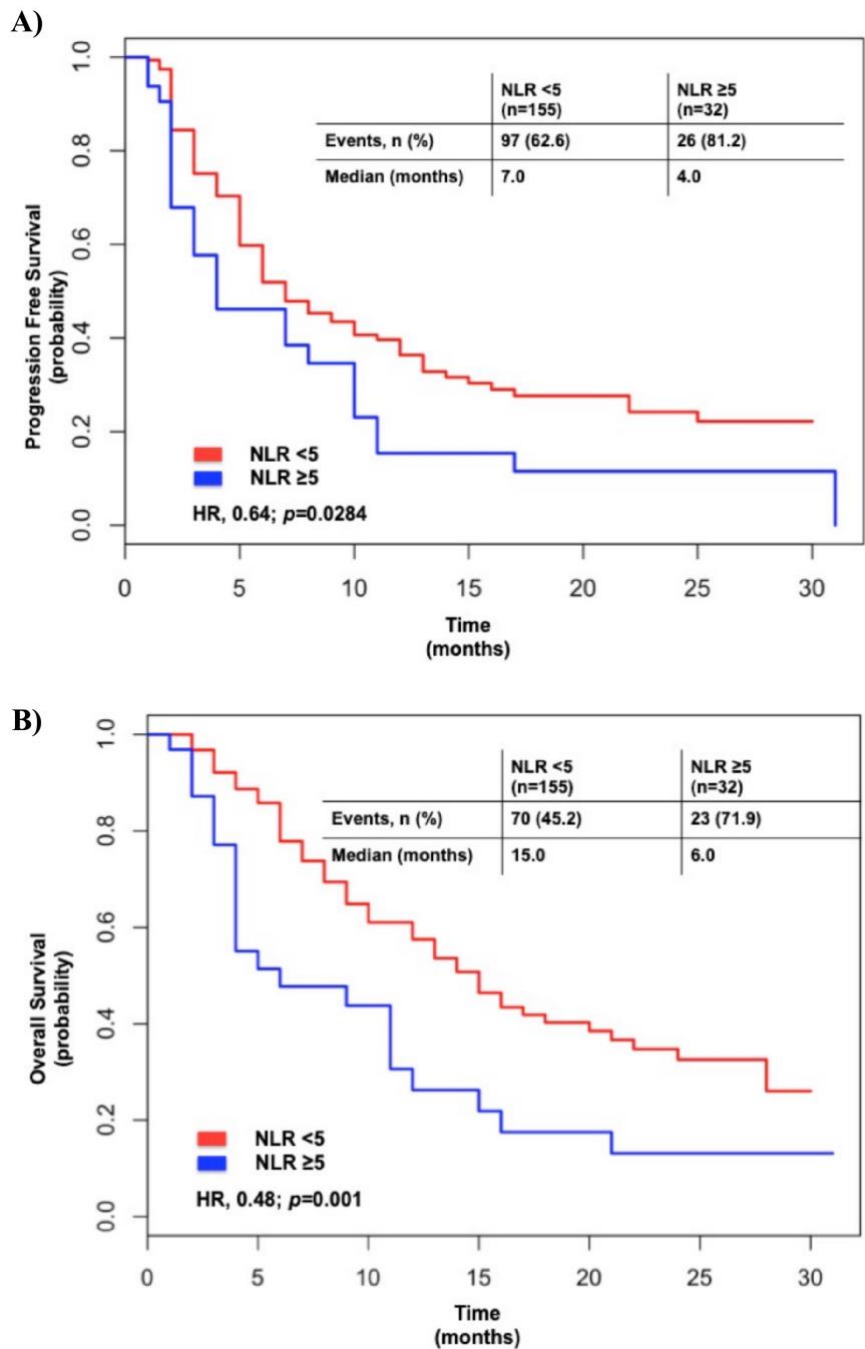 A)
NLR <5 NLR ≥5
(n=155) (n=32)
Events, n (%) 97 (62.6) 26 (81.2)
Median (months) 7.0 4.0
Progression Free Survival
(probability)
1.0
0.8
0.6
0.4
0.2
0.0
NLR <5
NLR ≥5
HR, 0.64; p=0.0284
0 5 10 15 20 25 30
Time
(months)
B)
NLR <5 NLR ≥5
(n=155) (n=32)
Events, n (%) 70 (45.2) 23 (71.9)
Median (months) 15.0 6.0
Overall Survival
(probability)
1.0
0.8
0.6
0.4
0.2
0.0
NLR <5
NLR ≥5
HR, 0.48; p=0.001
0 5 10 15 20 25 30
Time
(months)